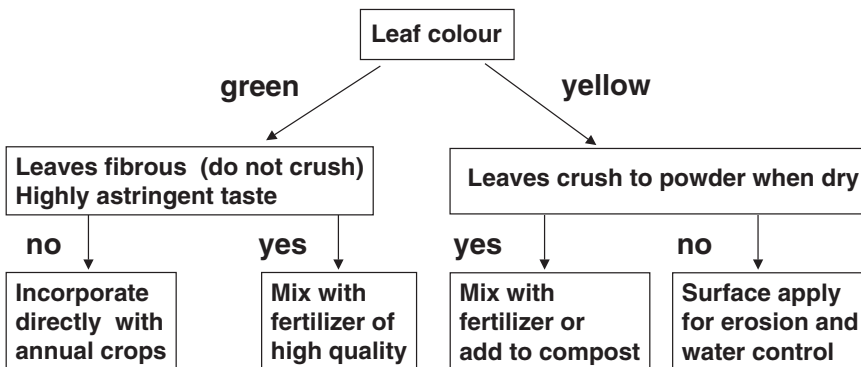 Leaf colour
green
yellow
Leaves fibrous (do not crush)
Highly astringent taste
Leaves crush to powder when dry
no
yes
yes
no
Incorporate
directly with
annual crops
Mix with
fertilizer of
high quality
Mix with
fertilizer or
add to compost
Surface apply
for erosion and
water control